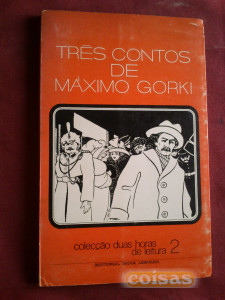 TRÊS CONTOS
DE
MÁXIMO GORKI
colecção duas horas
de leitura 2
coisas